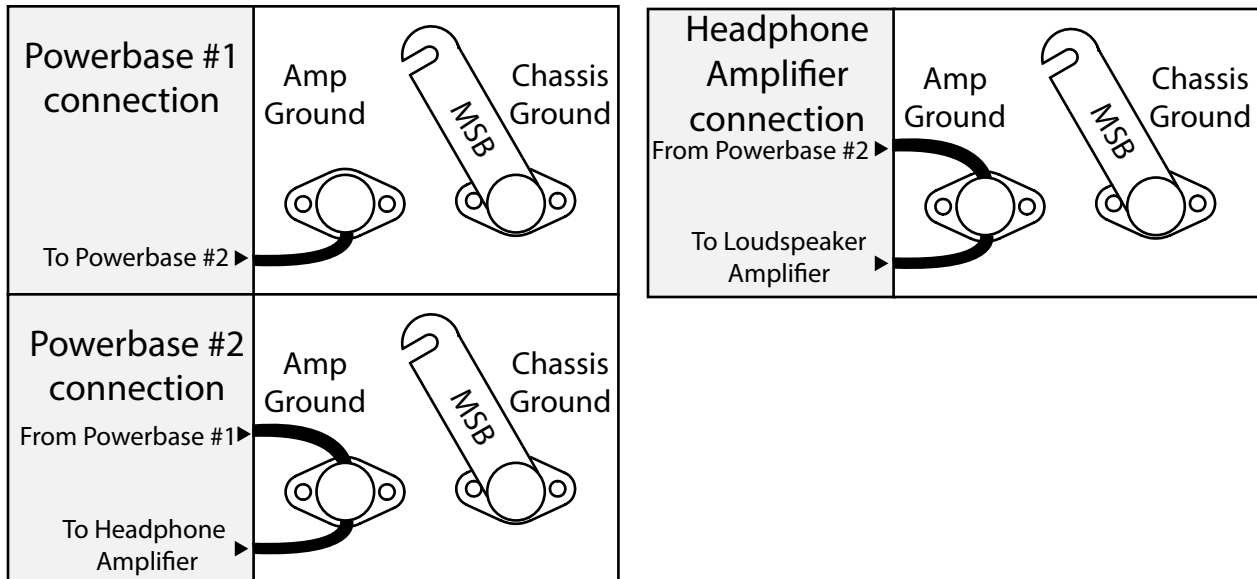 Powerbase #1
connection
Amp
Ground
MSB
Chassis
Ground
To Powerbase #2
Powerbase #2
connection
Amp
Ground
MSB
Chassis
Ground
From Powerbase #1
To Headphone
Amplifier
Headphone
Amplifier
connection
Amp
Ground
MSB
Chassis
Ground
From Powerbase #2
To Loudspeaker
Amplifier